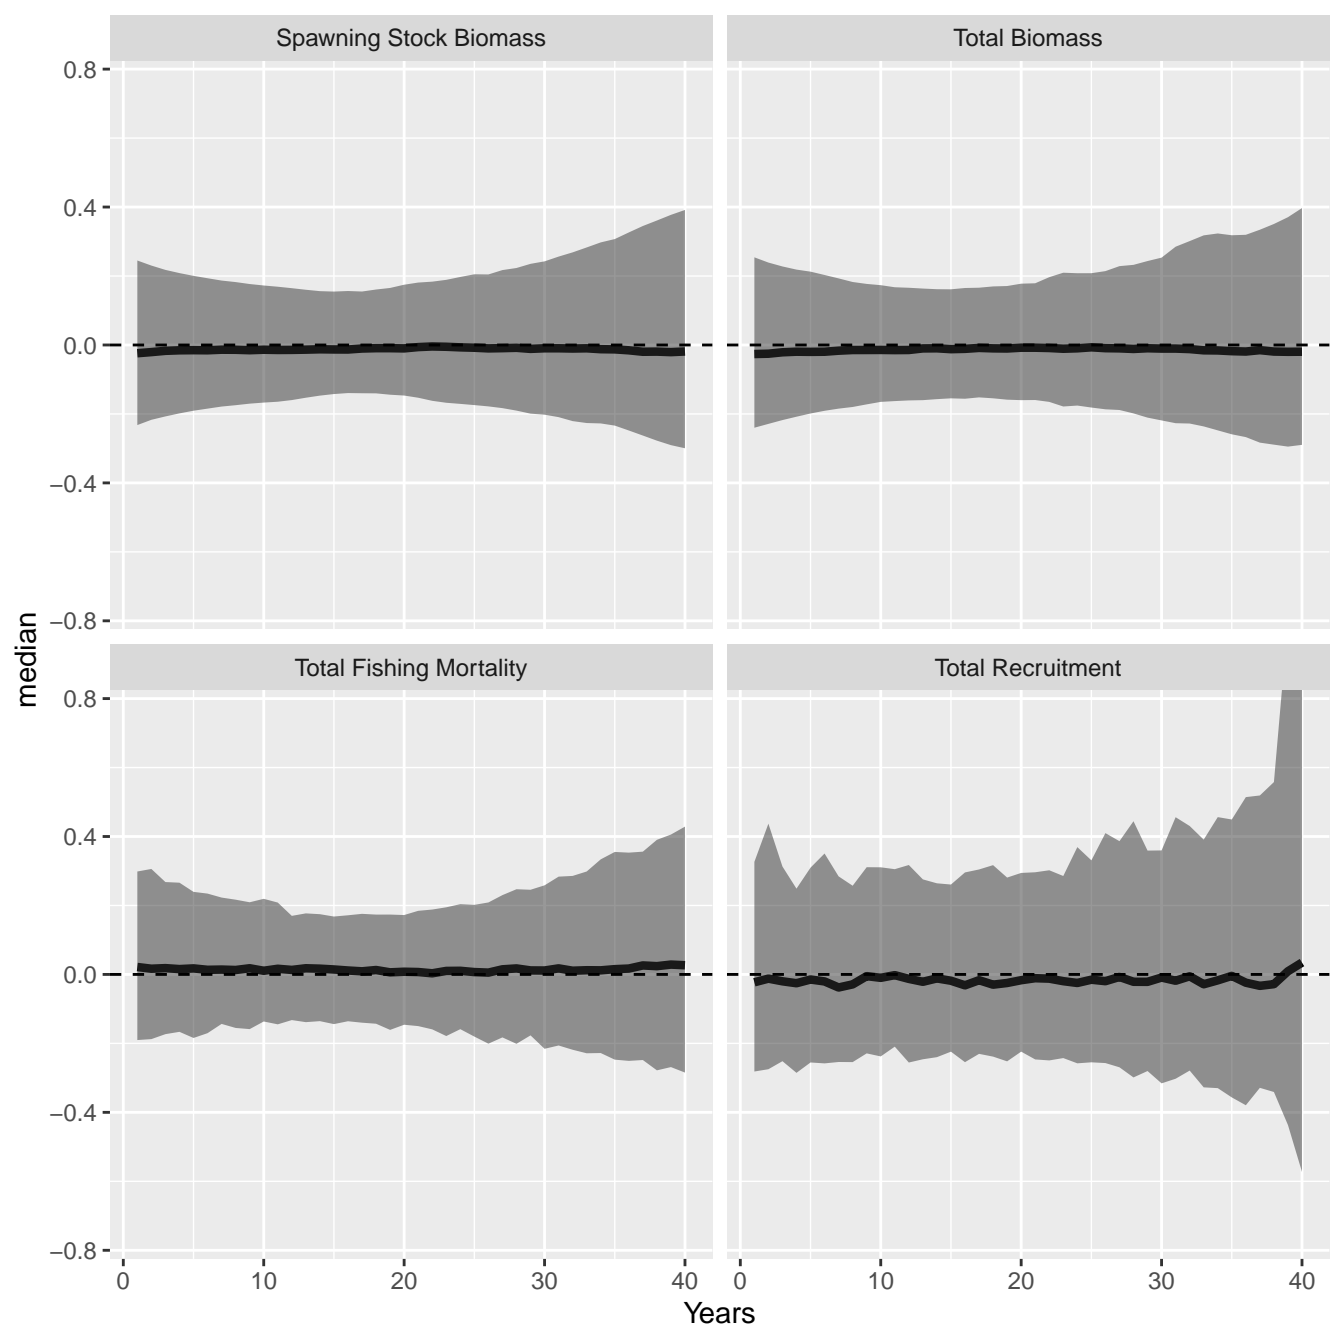 Spawning Stock Biomass
Total Biomass
0.8
0.4
0.0
−0.4
−0.8
median
Total Fishing Mortality
Total Recruitment
0.8
0.4
0.0
−0.4
−0.8
0 10 20 30 40
0 10 20 30 40
Years